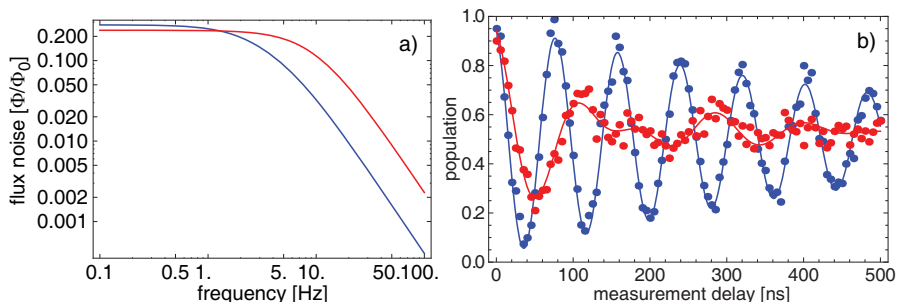 a)
0.200
0.100
0.050
0.020
0.010
0.005
0.002
0.001
flux noise [Φ/Φ₀]
0.1 0.5 1. 5. 10. 50.100.
frequency [Hz]
b)
1.0
0.8
0.6
0.4
0.2
0.0
population
0 100 200 300 400 500
measurement delay [ns]